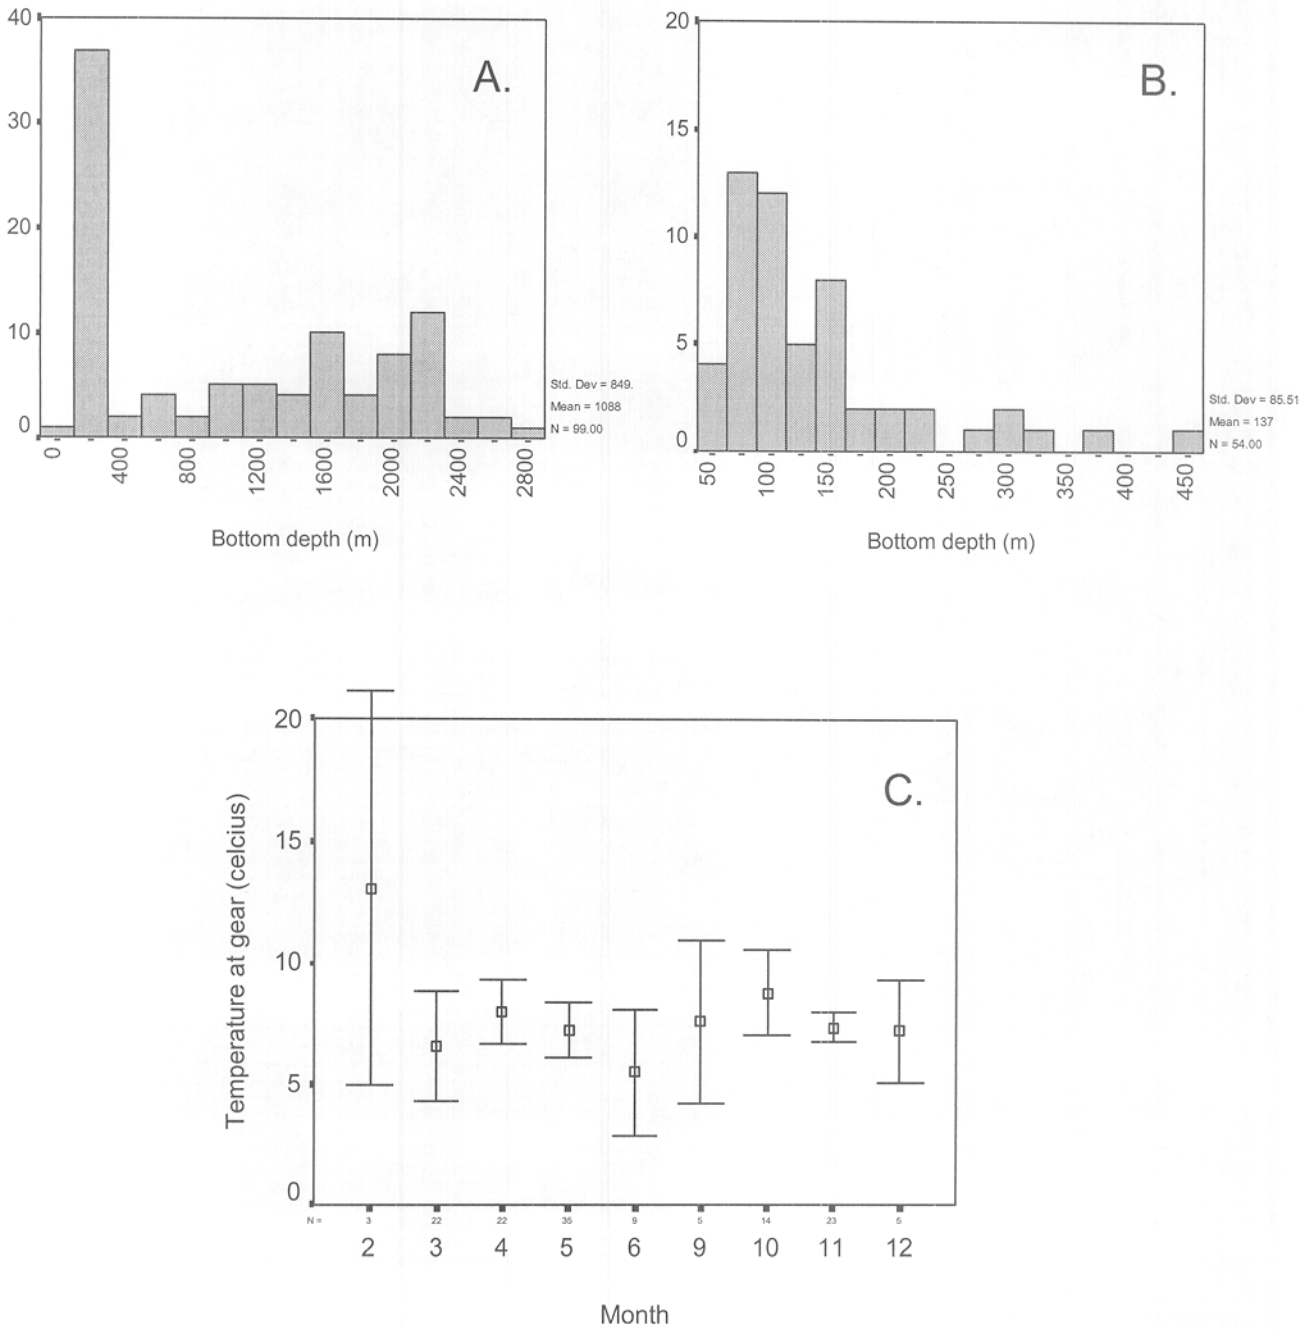 40
30
20
10
0
A.
Std. Dev = 849.
Mean = 1088
N = 99.00
0
400
800
1200
1600
2000
2400
2800
Bottom depth (m)
20
15
10
5
0
B.
Std. Dev = 85.51
Mean = 137
N = 54.00
50
100
150
200
250
300
350
400
450
Bottom depth (m)
Temperature at gear (celcius)
20
15
10
5
0
C.
N = 3 22 22 35 9 5 14 23 5
2 3 4 5 6 9 10 11 12
Month